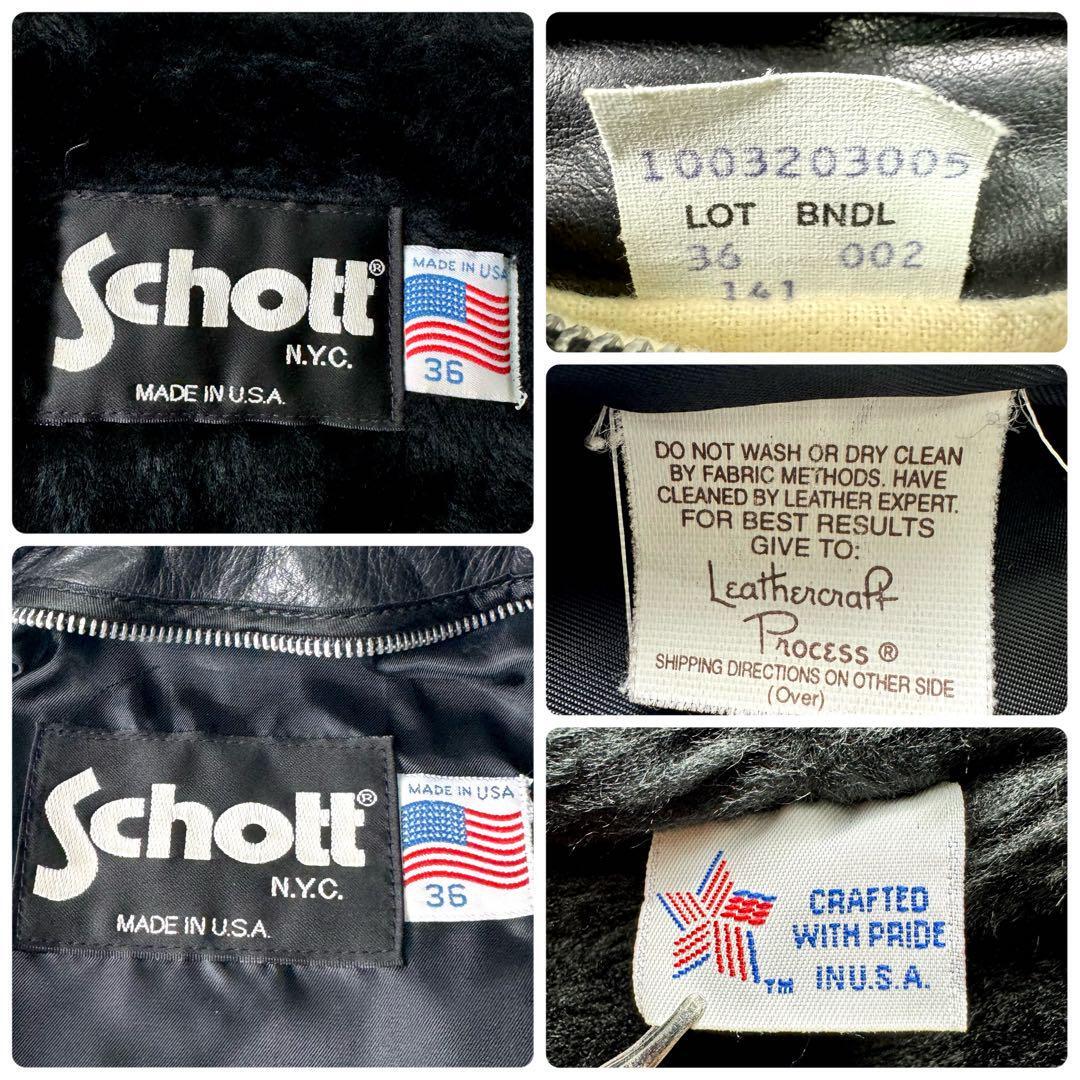 Schott®
N.Y.C.
MADE IN U.S.A.
MADE IN USA
36
1003203005
LOT BNDL
36 002
141
DO NOT WASH OR DRY CLEAN
BY FABRIC METHODS. HAVE
CLEANED BY LEATHER EXPERT.
FOR BEST RESULTS
GIVE TO:
Leathercraft
Process®
SHIPPING DIRECTIONS ON OTHER SIDE
(Over)
Schott®
N.Y.C.
MADE IN U.S.A.
MADE IN USA
36
CRAFTED
WITH PRIDE
TM IN U.S.A.